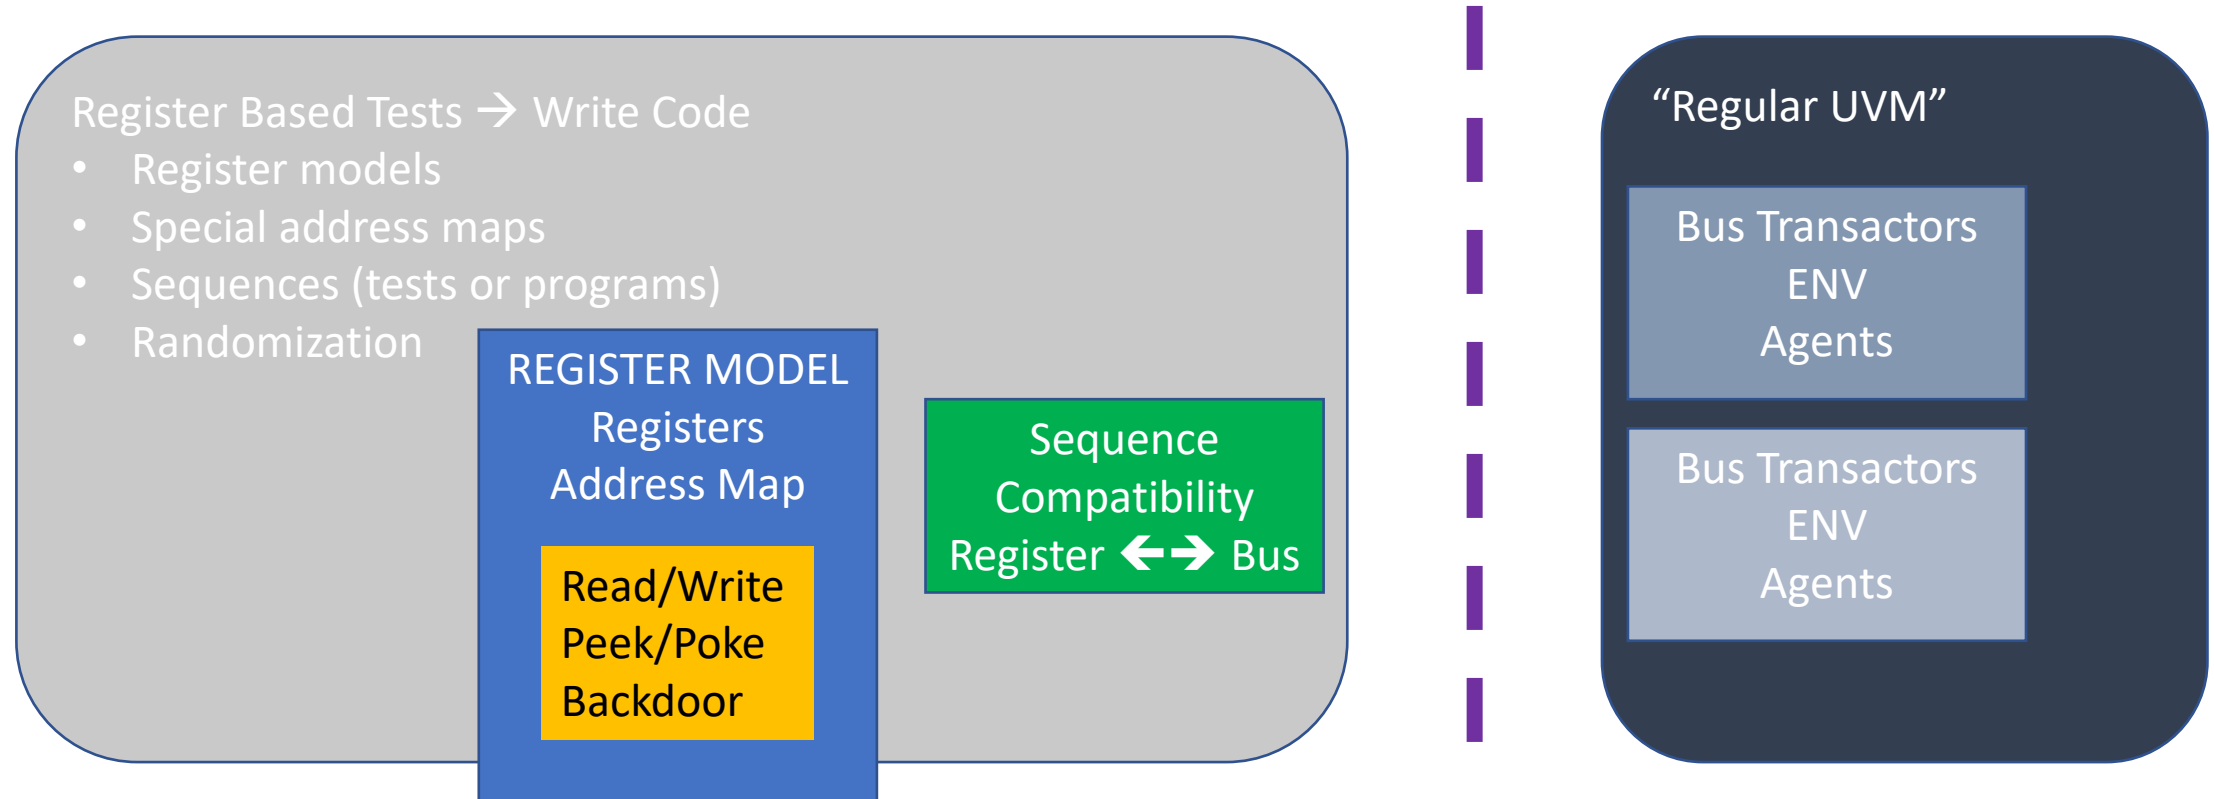 Register Based Tests → Write Code
• Register models
• Special address maps
• Sequences (tests or programs)
• Randomization
REGISTER MODEL
Registers
Address Map
Read/Write
Peek/Poke
Backdoor
Sequence
Compatibility
Register ←→ Bus
“Regular UVM”
Bus Transactors
ENV
Agents
Bus Transactors
ENV
Agents